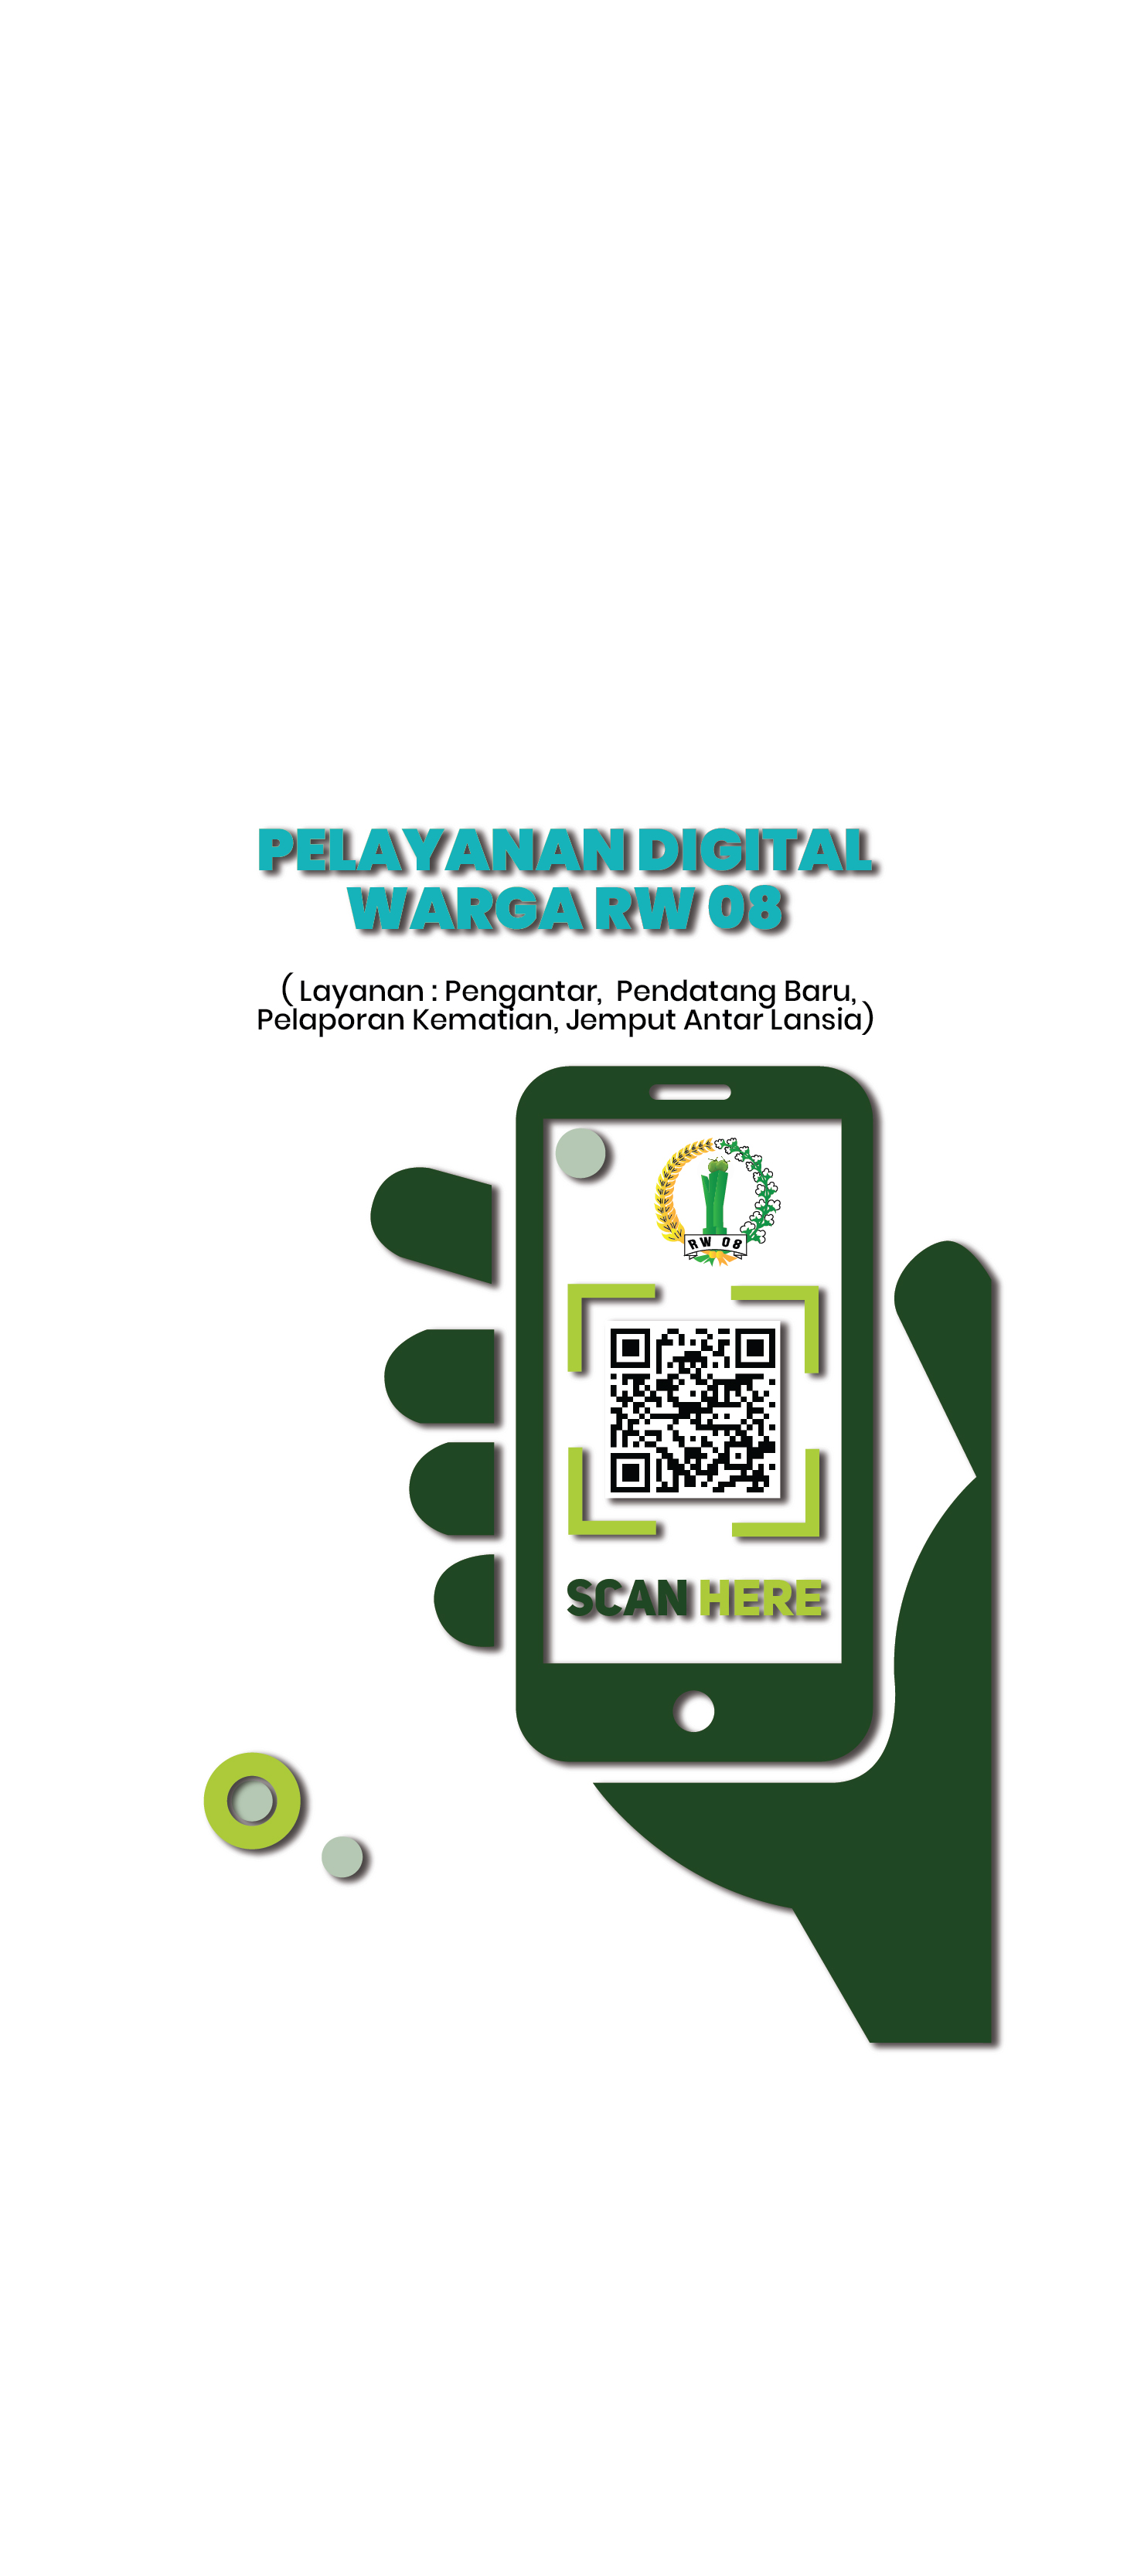 PELAYANAN DIGITAL
WARGA RW 08
( Layanan : Pengantar,  Pendatang Baru,
Pelaporan Kematian, Jemput Antar Lansia)
RW 08
SCAN HERE